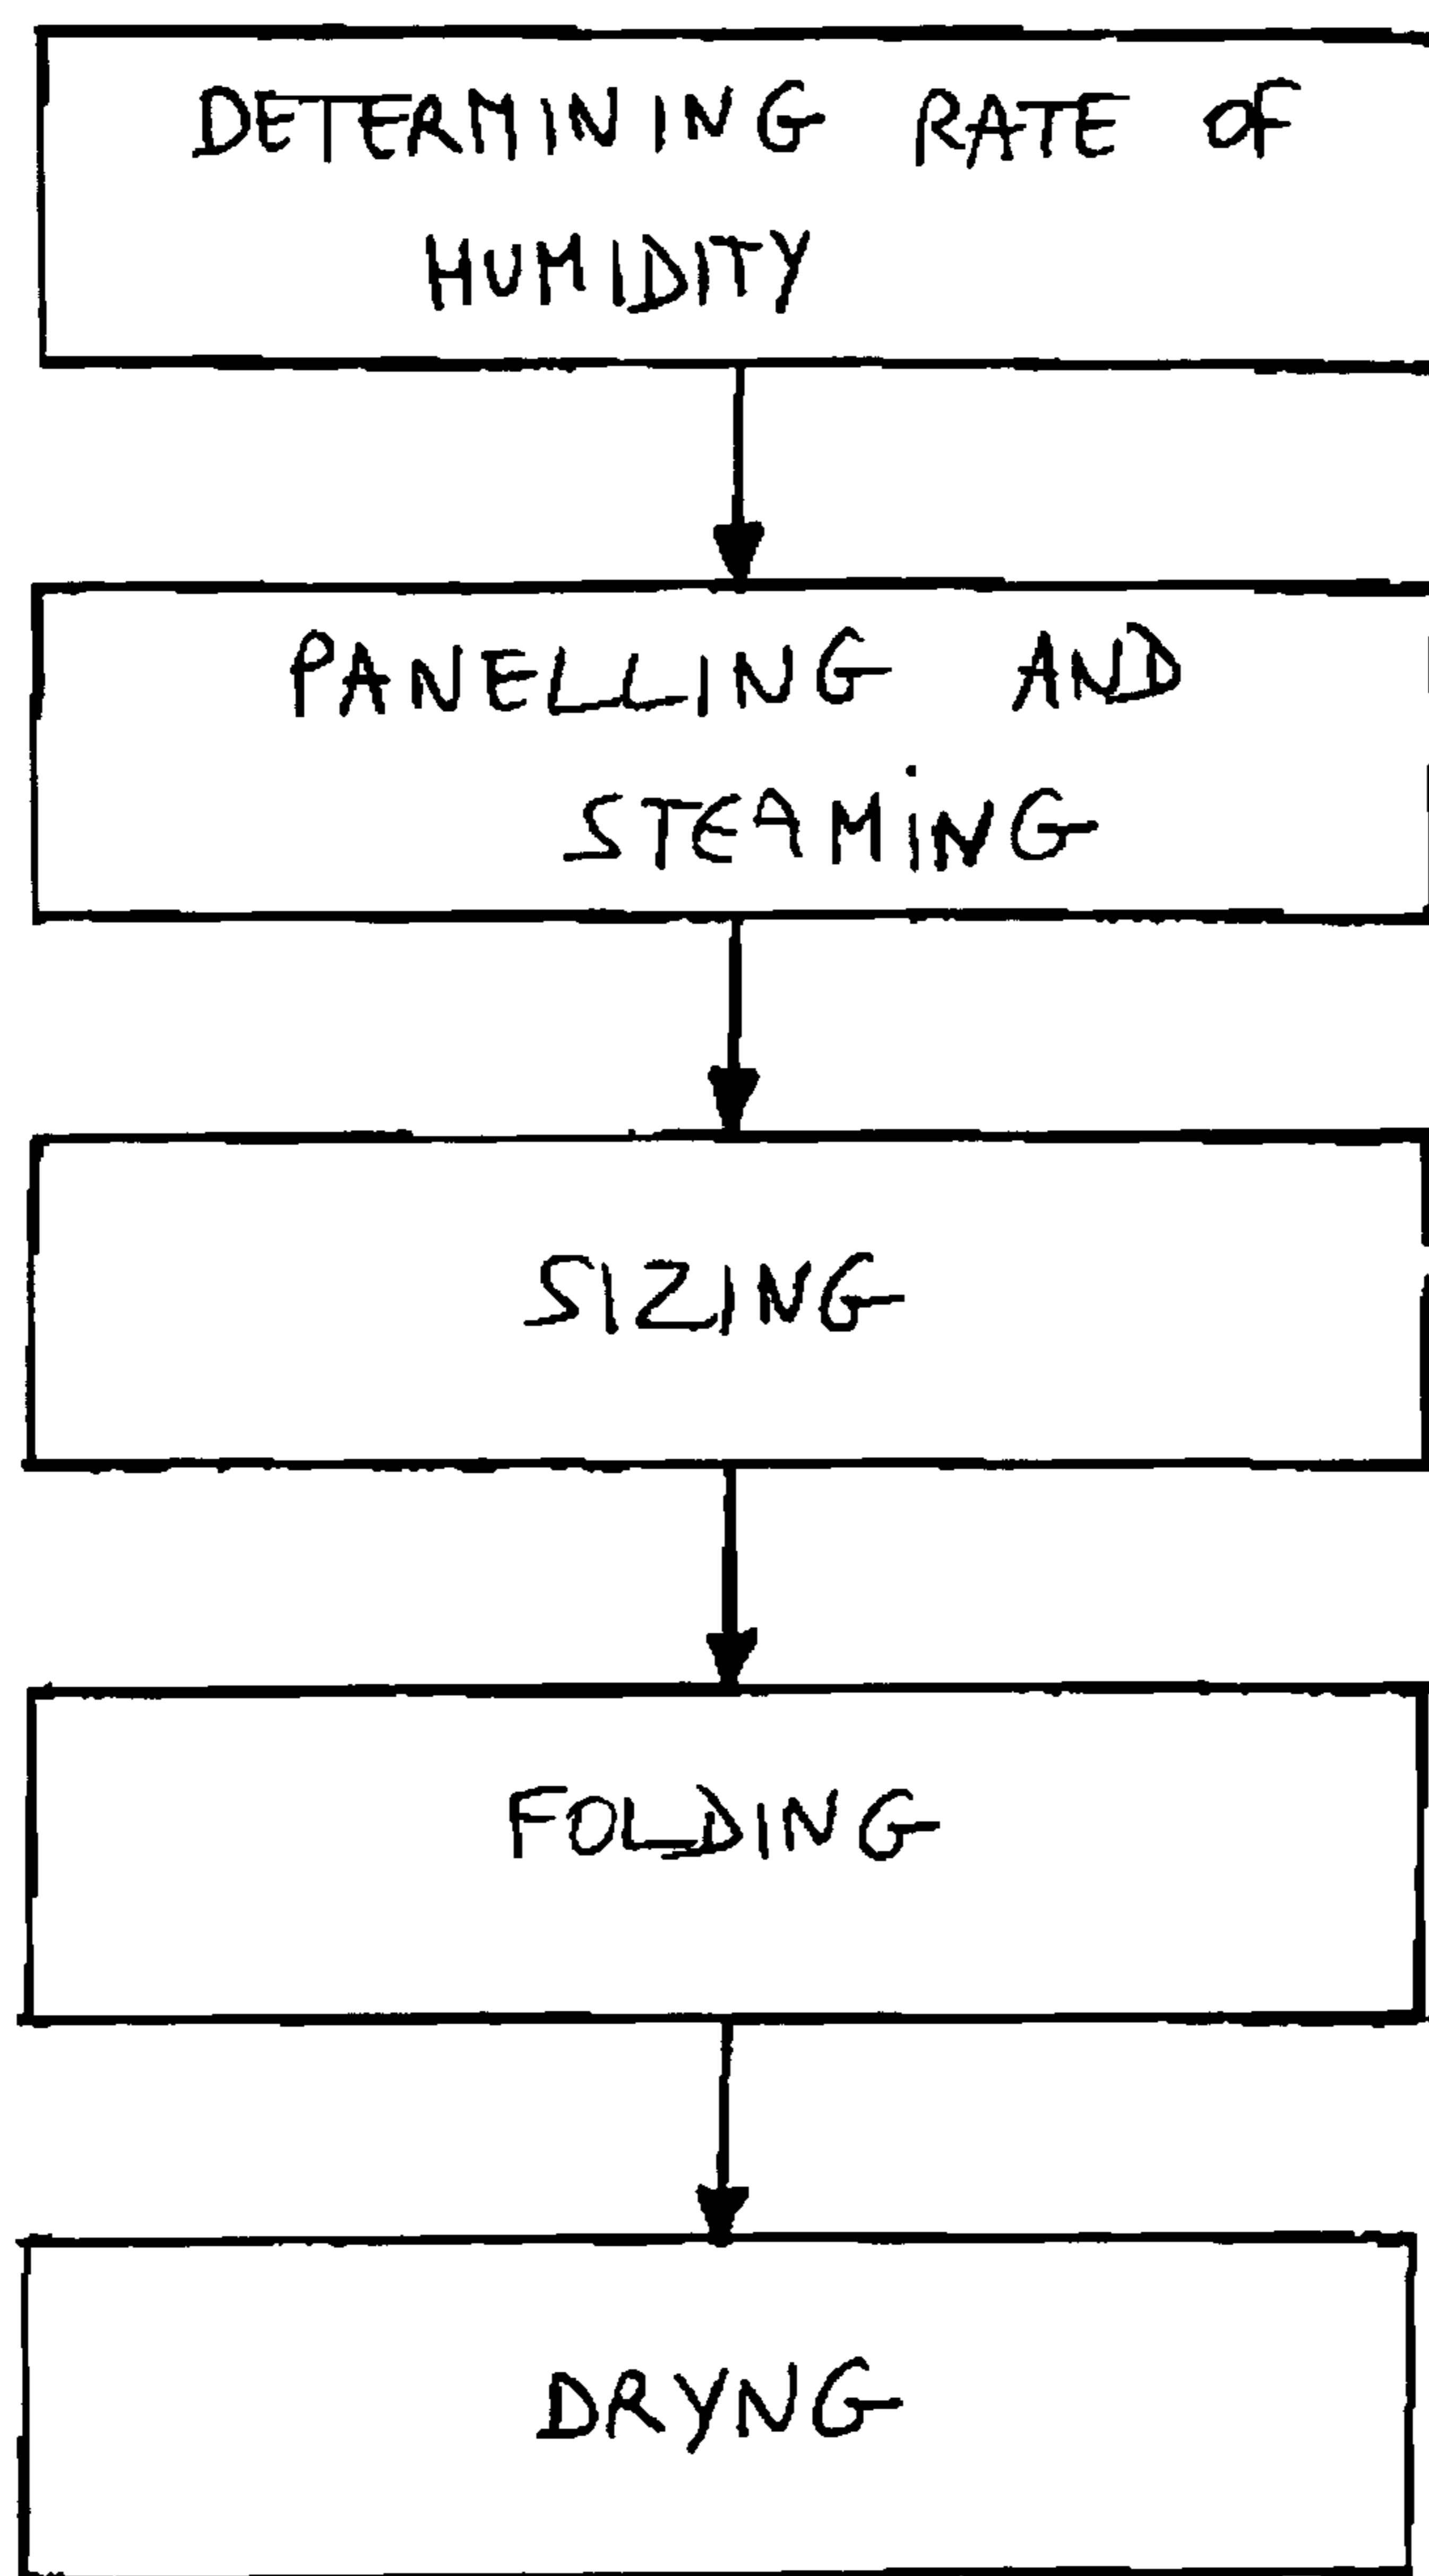 DETERMINING RATE OF
HUMIDITY
PANELLING AND
STEAMING
SIZING
FOLDING
DRYNG